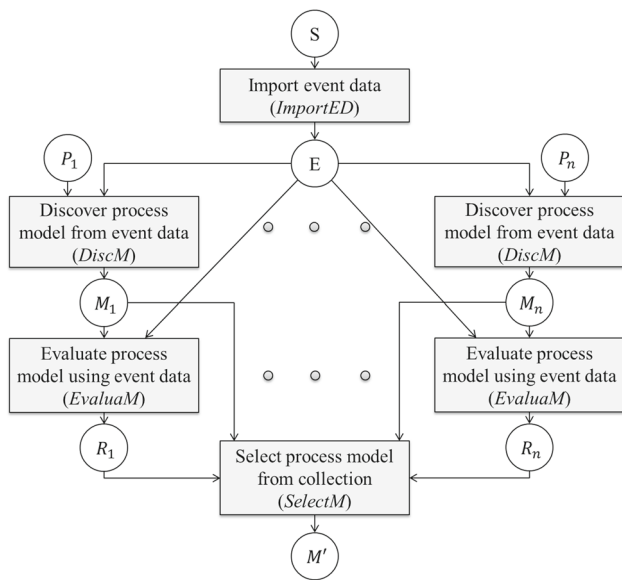 S
Import event data
(ImportED)
P₁
E
Pₙ
Discover process
model from event data
(DiscM)
Discover process
model from event data
(DiscM)
M₁
Mₙ
Evaluate process
model using event data
(EvaluaM)
Evaluate process
model using event data
(EvaluaM)
R₁
Rₙ
Select process model
from collection
(SelectM)
M′